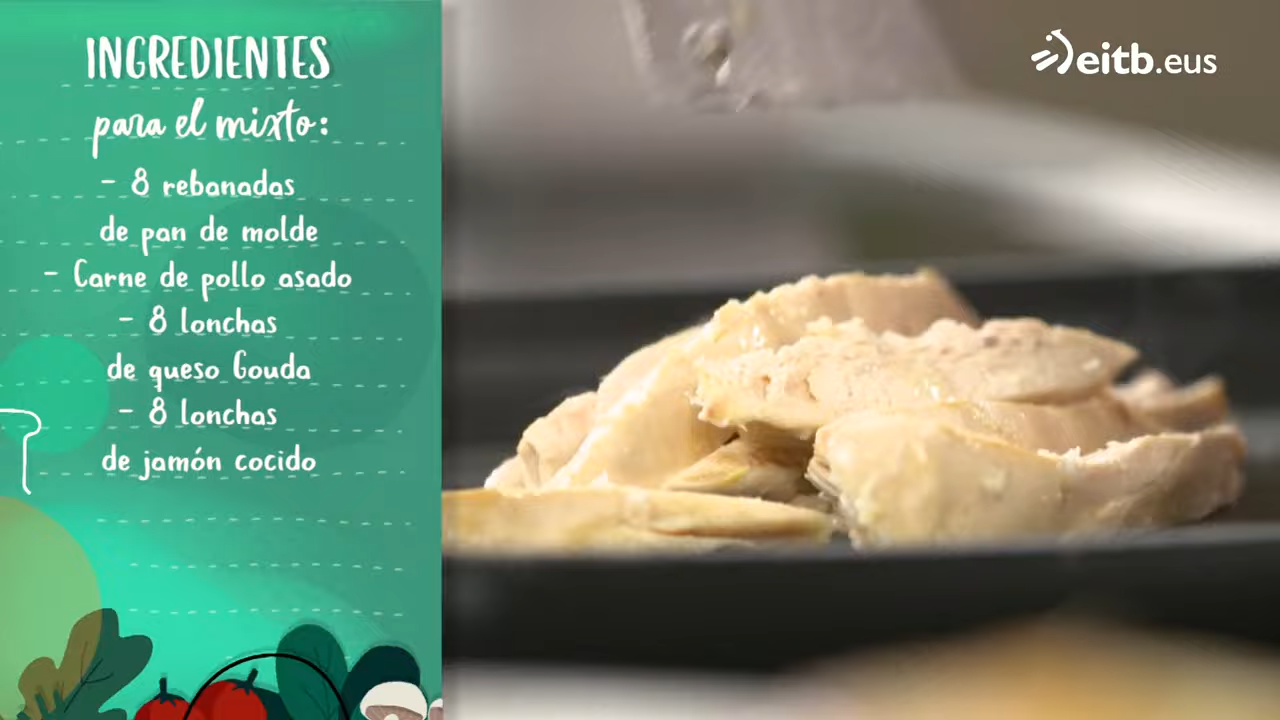 INGREDIENTES
para el mixto:
- 8 rebanadas
de pan de molde
- Carne de pollo asado
- 8 lonchas
de queso Gouda
- 8 lonchas
de jamón cocido
eitb.eus